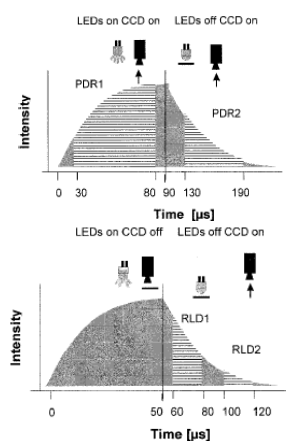 LEDs on CCD on LEDs off CCD on
PDR1
PDR2
Intensity
0 30 80 90 130 190
Time [µs]
LEDs on CCD off LEDs off CCD on
RLD1
RLD2
Intensity
0 50 60 80 100 120
Time [µs]